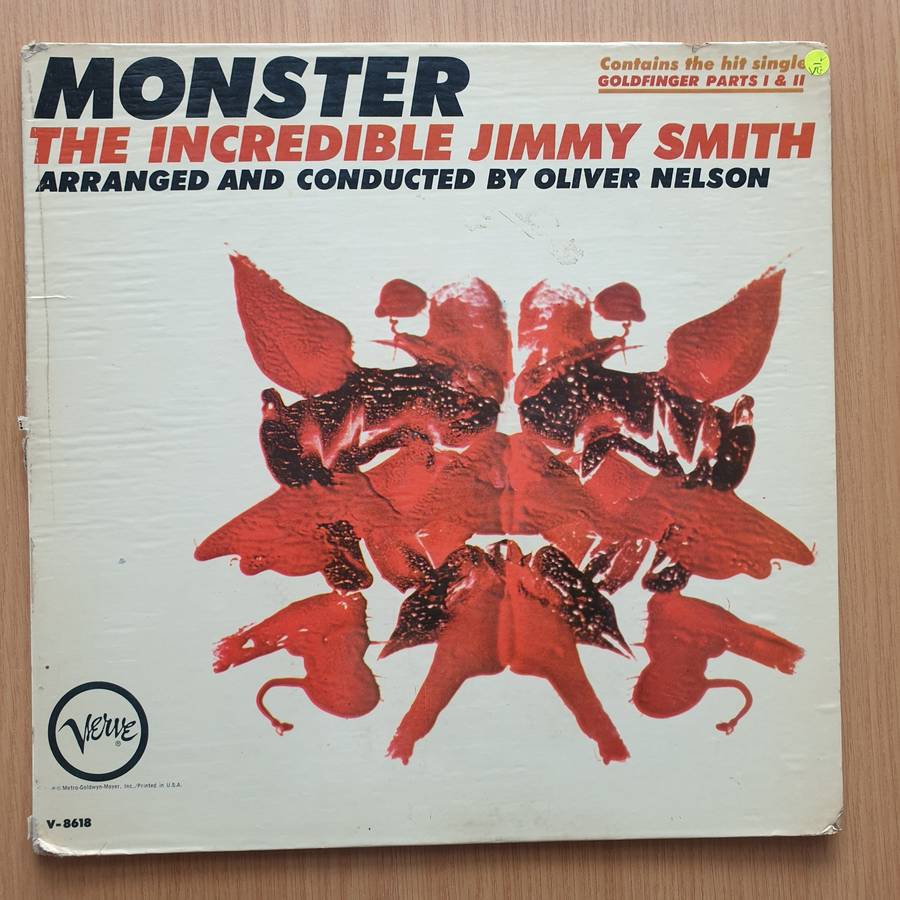 MONSTER
Contains the hit single
GOLDFINGER PARTS I & II
THE INCREDIBLE JIMMY SMITH
ARRANGED AND CONDUCTED BY OLIVER NELSON
Verve
®
Metro-Goldwyn-Mayer, Inc./Printed in U.S.A.
V-8618